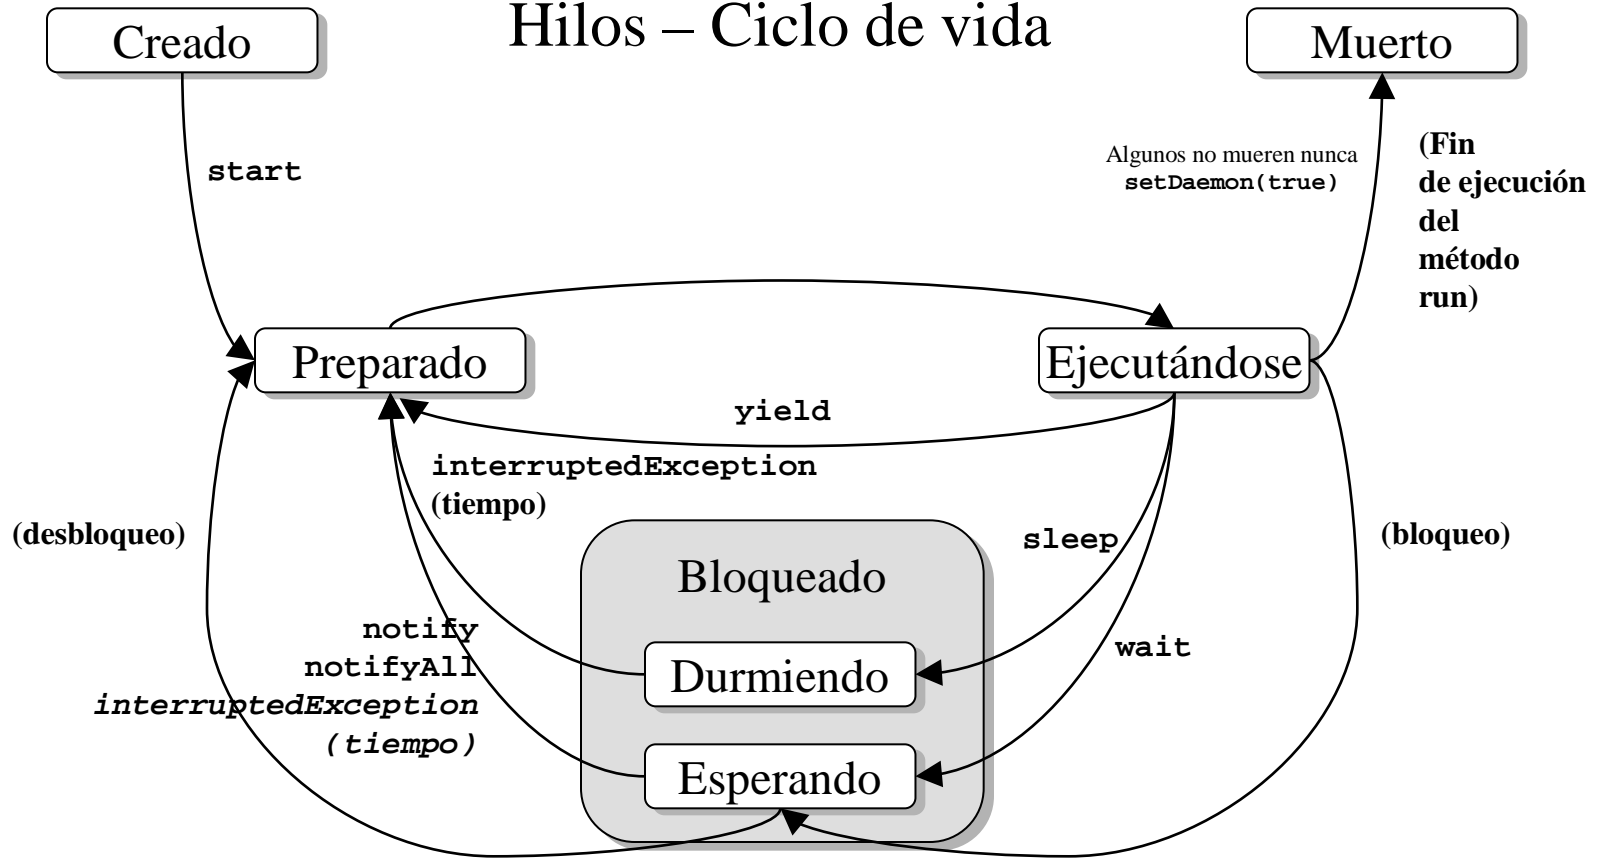 Hilos – Ciclo de vida
Creado
Muerto
start
Algunos no mueren nunca
setDaemon(true)
(Fin
de ejecución
del
método
run)
Preparado
Ejecutándose
yield
interruptedException
(tiempo)
(desbloqueo)
sleep
(bloqueo)
Bloqueado
notify
notifyAll
interruptedException
(tiempo)
wait
Durmiendo
Esperando